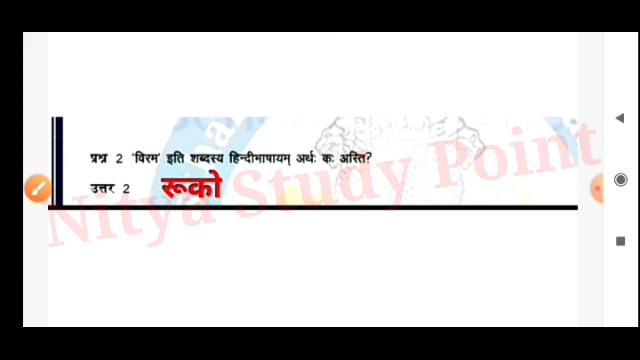 प्रश्न 2 'विरम' इति शब्दस्य हिन्दीभाषायम् अर्थः कः अस्ति?
उत्तर 2 रूको
Nitya Study Point